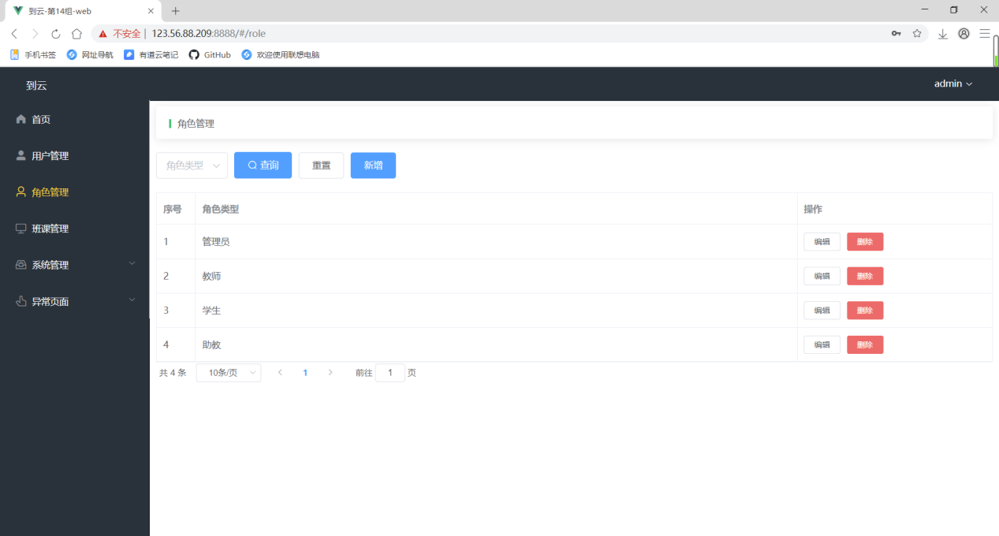 到云-第14组-web
不安全 | 123.56.88.209:8888/#/role
手机书签 网址导航 有道云笔记 GitHub 欢迎使用联想电脑
到云 admin
首页
用户管理
角色管理
班课管理
系统管理
异常页面
角色管理
角色类型 查询 重置 新增
序号 角色类型 操作
1 管理员 编辑 删除
2 教师 编辑 删除
3 学生 编辑 删除
4 助教 编辑 删除
共 4 条 10条/页 1 前往 1 页